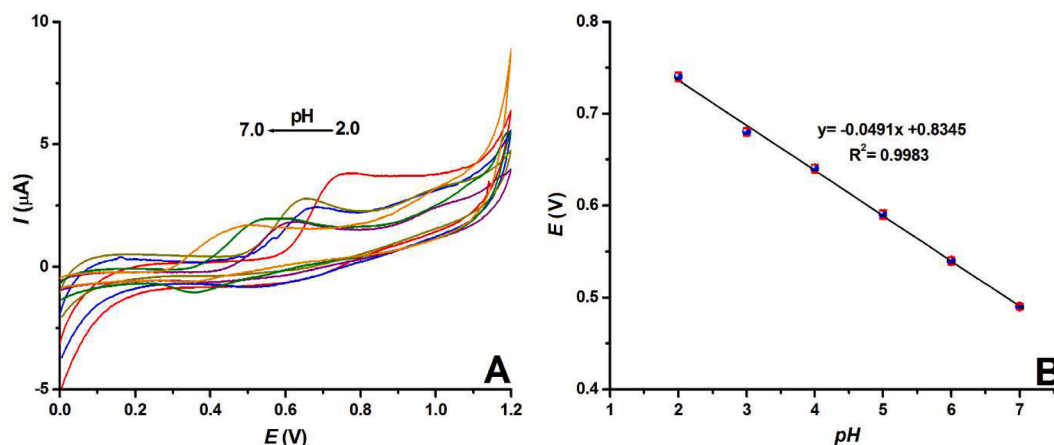 10
5
0
-5
I (μA)
pH
7.0 2.0
0.0 0.2 0.4 0.6 0.8 1.0 1.2
E (V)
A
0.8
0.7
0.6
0.5
0.4
E (V)
y= -0.0491x +0.8345
R²= 0.9983
1 2 3 4 5 6 7
pH
B